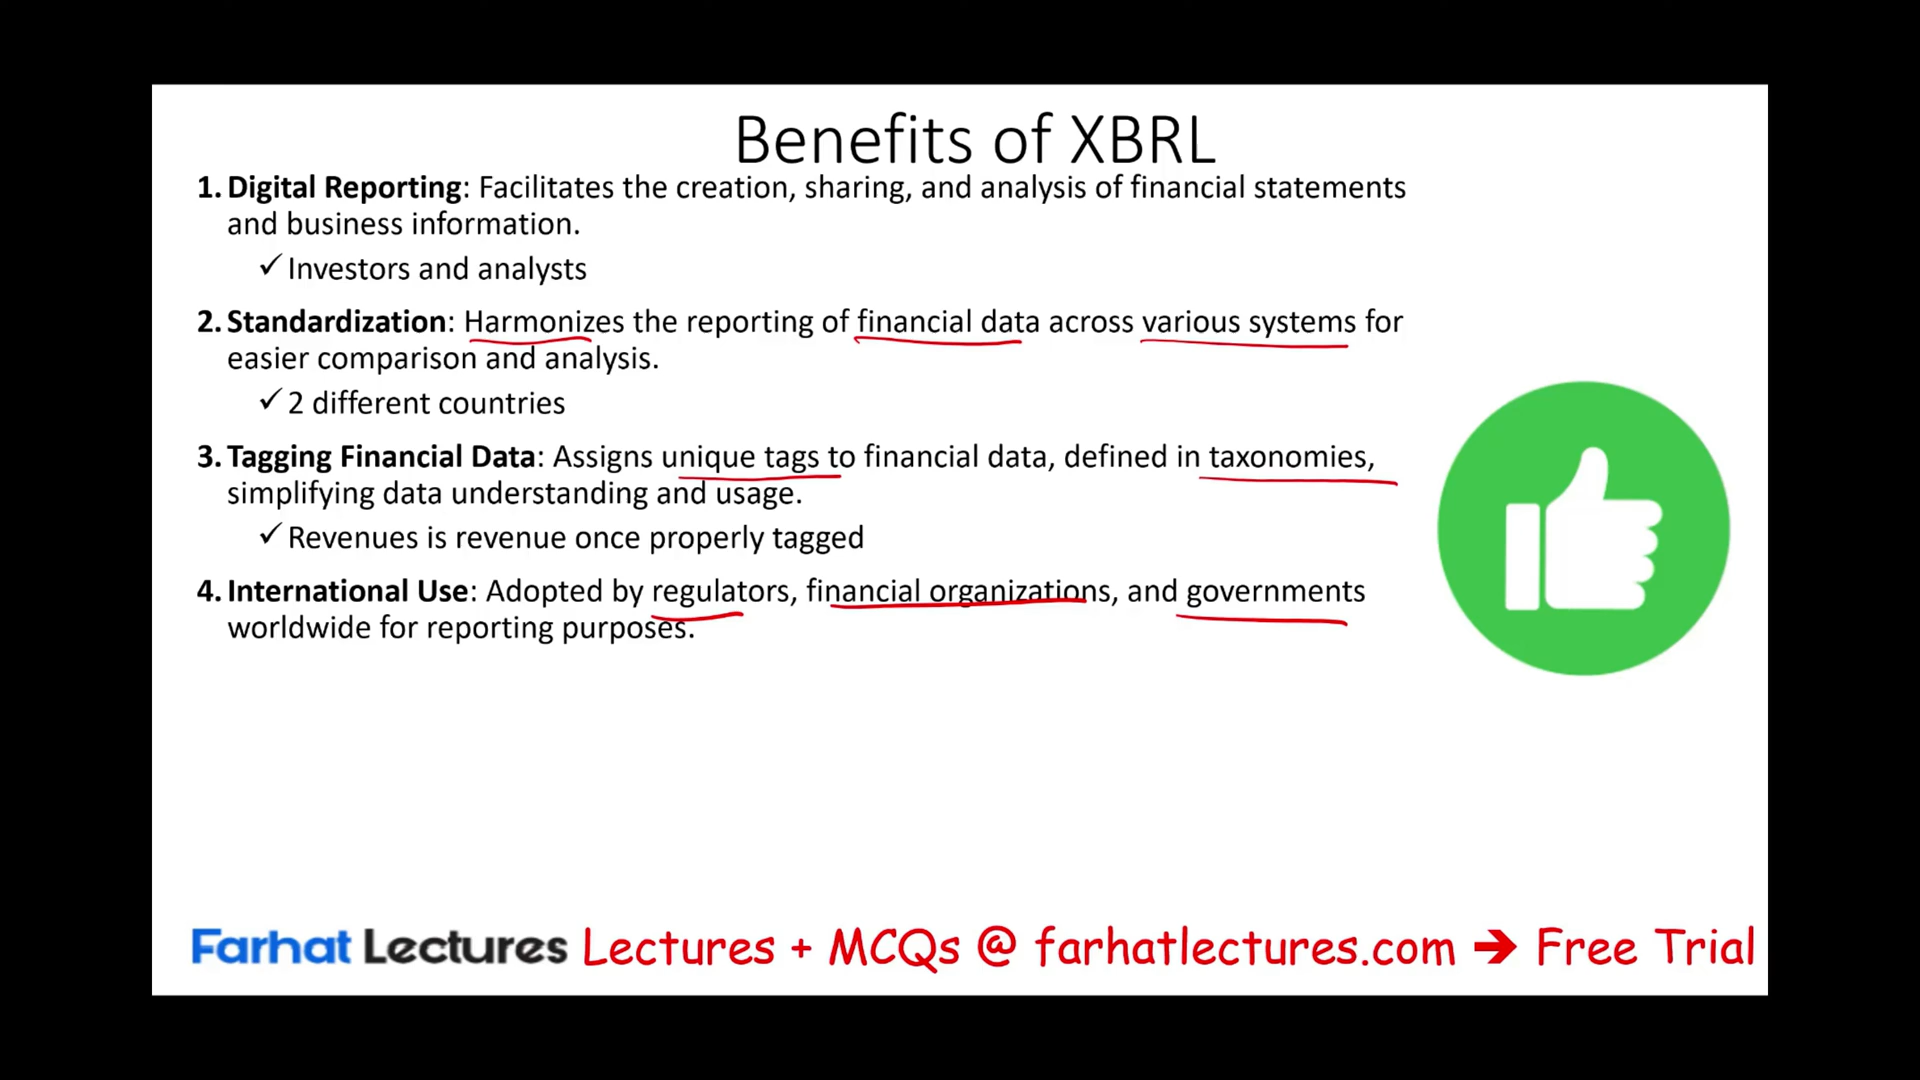 Benefits of XBRL
1. Digital Reporting: Facilitates the creation, sharing, and analysis of financial statements
and business information.
✓ Investors and analysts
2. Standardization: Harmonizes the reporting of financial data across various systems for
easier comparison and analysis.
✓ 2 different countries
3. Tagging Financial Data: Assigns unique tags to financial data, defined in taxonomies,
simplifying data understanding and usage.
✓ Revenues is revenue once properly tagged
4. International Use: Adopted by regulators, financial organizations, and governments
worldwide for reporting purposes.
Farhat Lectures Lectures + MCQs @ farhatlectures.com → Free Trial